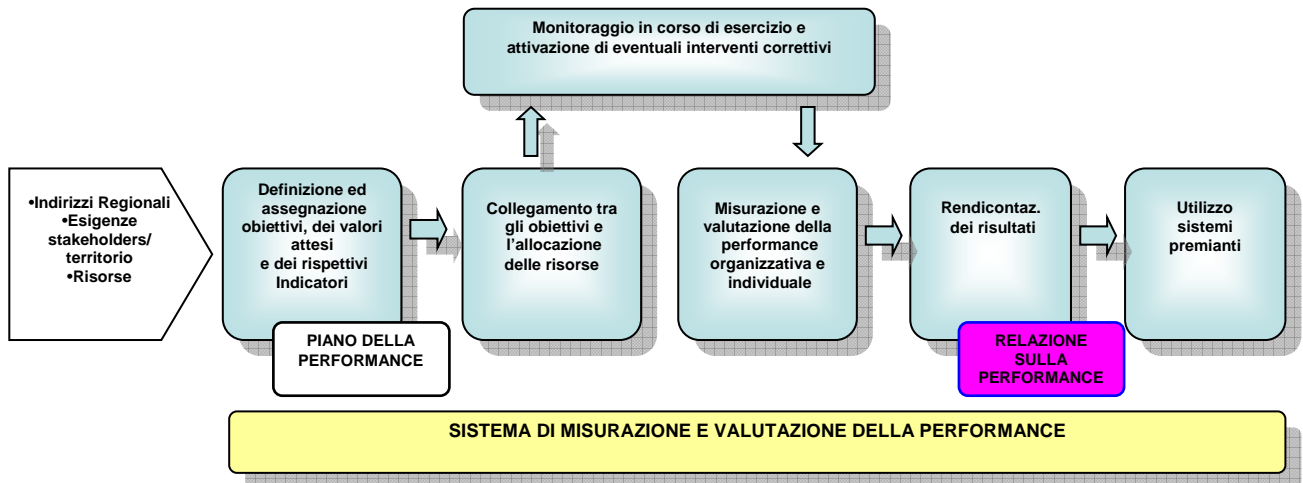 Monitoraggio in corso di esercizio e
attivazione di eventuali interventi correttivi
•Indirizzi Regionali
•Esigenze
stakeholders/
territorio
•Risorse
Definizione ed
assegnazione
obiettivi, dei valori
attesi
e dei rispettivi
Indicatori
PIANO DELLA
PERFORMANCE
Collegamento tra
gli obiettivi e
l'allocazione
delle risorse
Misurazione e
valutazione della
performance
organizzativa e
individuale
Rendicontaz.
dei risultati
RELAZIONE
SULLA
PERFORMANCE
Utilizzo
sistemi
premianti
SISTEMA DI MISURAZIONE E VALUTAZIONE DELLA PERFORMANCE